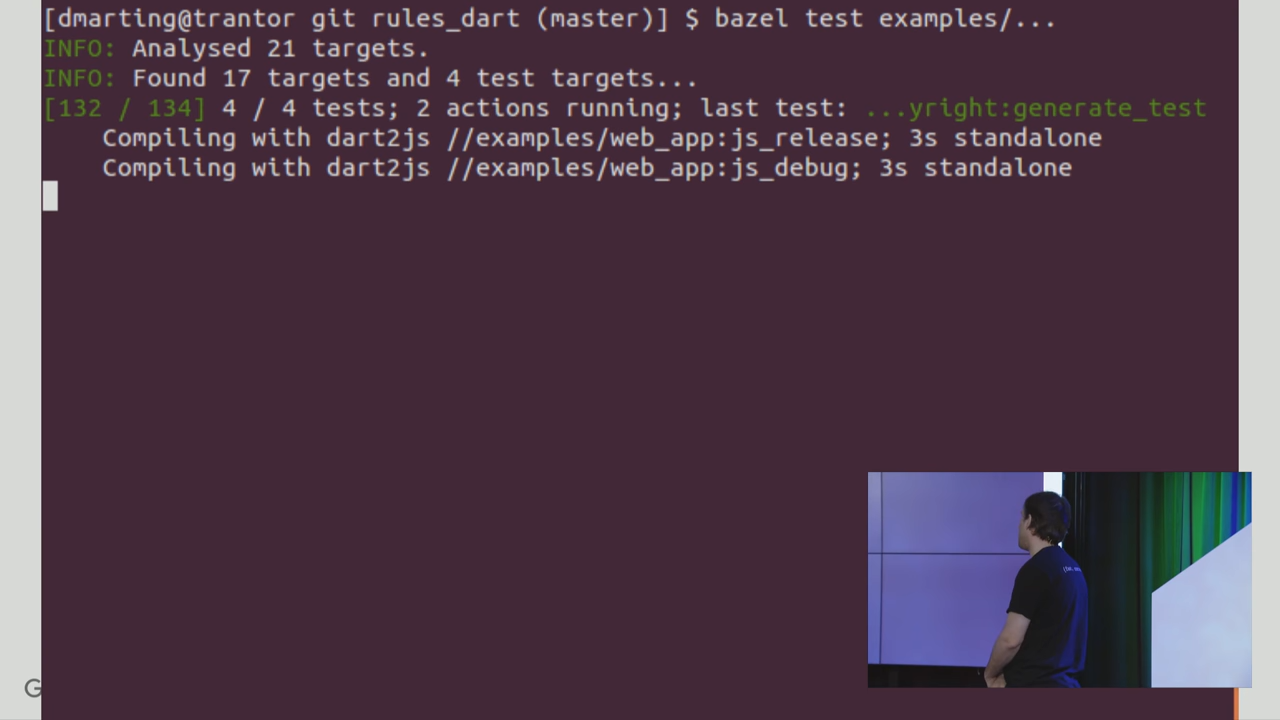 [dmarting@trantor git rules_dart (master)] $ bazel test examples/...
INFO: Analysed 21 targets.
INFO: Found 17 targets and 4 test targets...
[132 / 134] 4 / 4 tests; 2 actions running; last test: ...yright:generate_test
Compiling with dart2js //examples/web_app:js_release; 3s standalone
Compiling with dart2js //examples/web_app:js_debug; 3s standalone
G